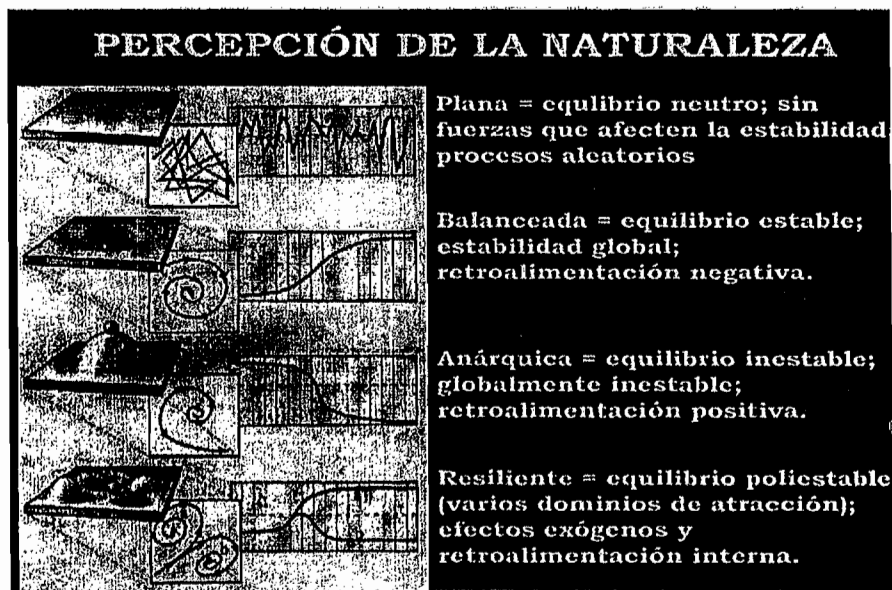 PERCEPCIÓN DE LA NATURALEZA
Plana = equlibrio neutro; sin
fuerzas que afecten la estabilidad
procesos aleatorios
Balanceada = equilibrio estable;
estabilidad global;
retroalimentación negativa.
Anárquica = equilibrio inestable;
globalmente inestable;
retroalimentación positiva.
Resiliente = equilibrio poliestable
(varios dominios de atracción);
efectos exógenos y
retroalimentación interna.